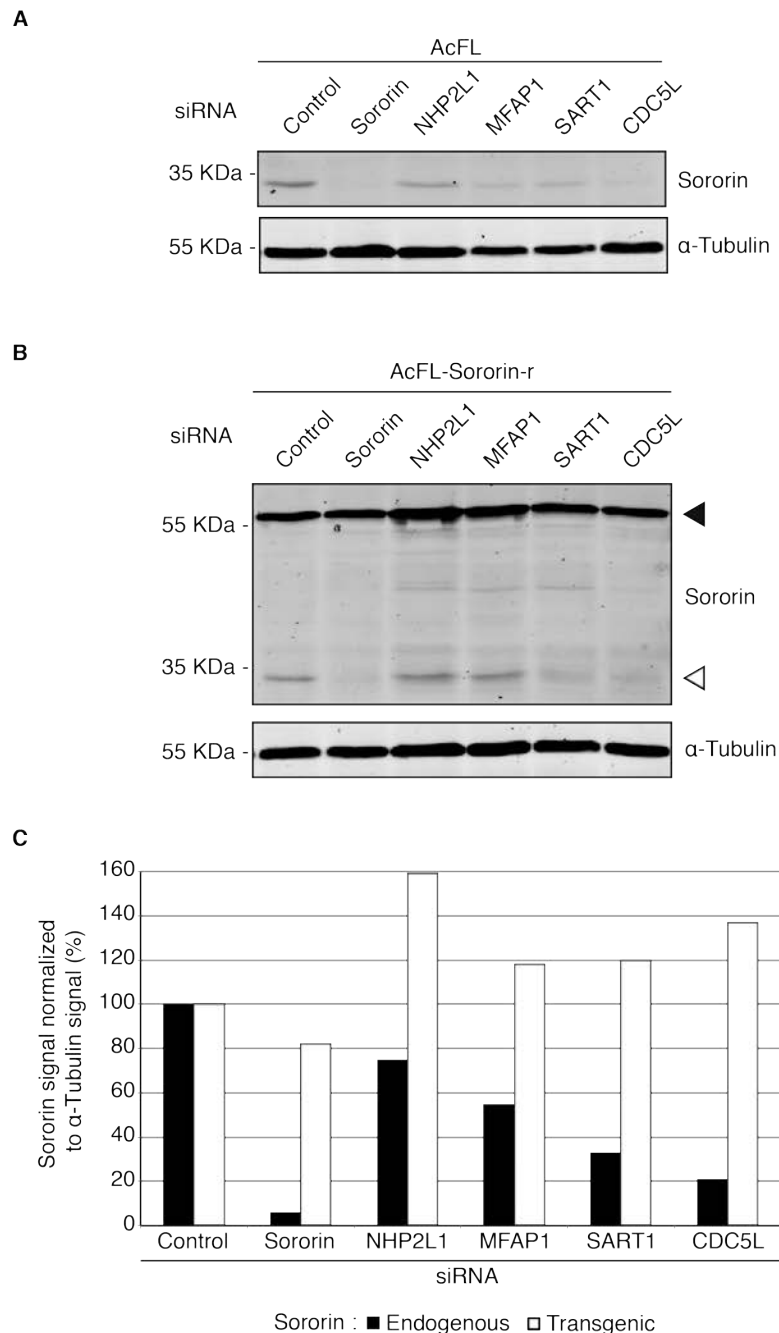 A
AcFL
siRNA
Control
Sororin
NHP2L1
MFAP1
SART1
CDC5L
35 KDa -
Sororin
55 KDa -
α-Tubulin
B
AcFL-Sororin-r
siRNA
Control
Sororin
NHP2L1
MFAP1
SART1
CDC5L
55 KDa -
Sororin
35 KDa -
55 KDa -
α-Tubulin
C
Sororin signal normalized
to α-Tubulin signal (%)
160
140
120
100
80
60
40
20
0
Control Sororin NHP2L1 MFAP1 SART1 CDC5L
siRNA
Sororin : Endogenous Transgenic